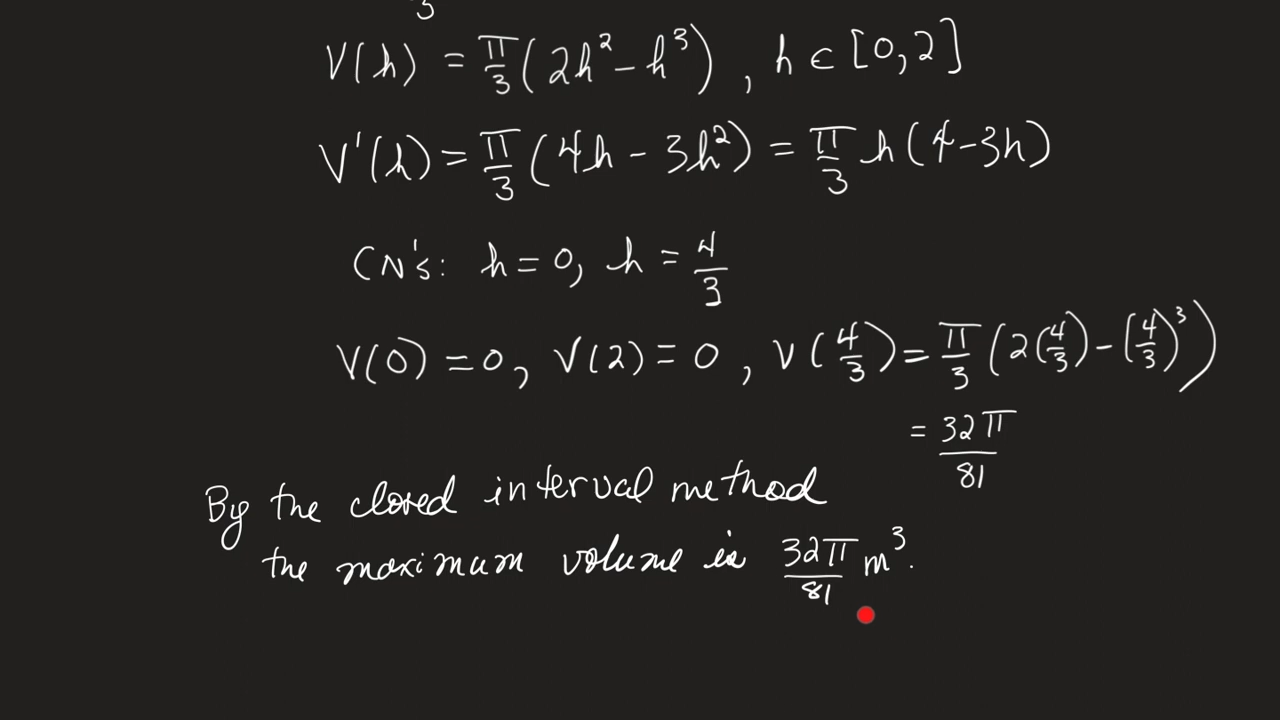 3
V(h) = π/3 (2h² – h³) , h ∈ [0,2]
V'(h) = π/3 (4h – 3h²) = π/3 h(4–3h)
CN's: h = 0, h = 4/3
V(0) = 0, V(2) = 0 , V(4/3) = π/3 (2(4/3) – (4/3)³)
= 32π/81
By the closed interval method
the maximum volume is 32π/81 m³.